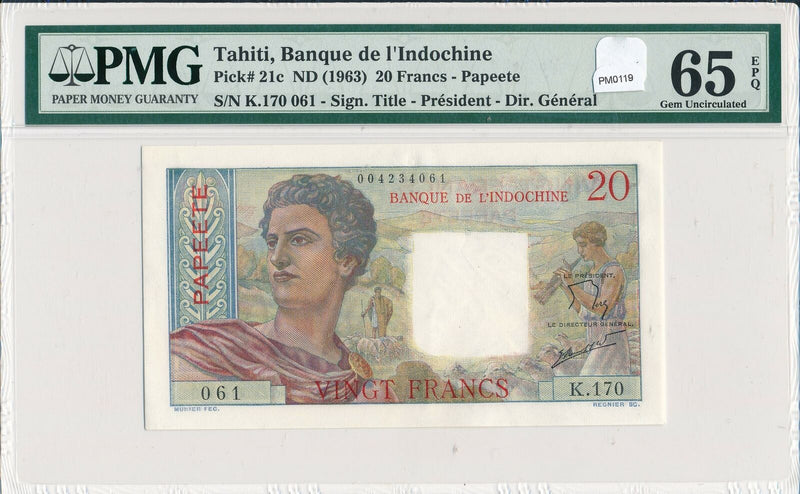 PMG
PAPER MONEY GUARANTY
Tahiti, Banque de l'Indochine
Pick# 21c ND (1963) 20 Francs - Papeete
S/N K.170 061 - Sign. Title - Président - Dir. Général
PM0119
65
EPQ
Gem Uncirculated
004234061
BANQUE DE L'INDOCHINE
20
PAPEETE
LE PRÉSIDENT,
LE DIRECTEUR GÉNÉRAL,
061
VINGT FRANCS
K.170
MUNIER FEC.
REGNIER SC.